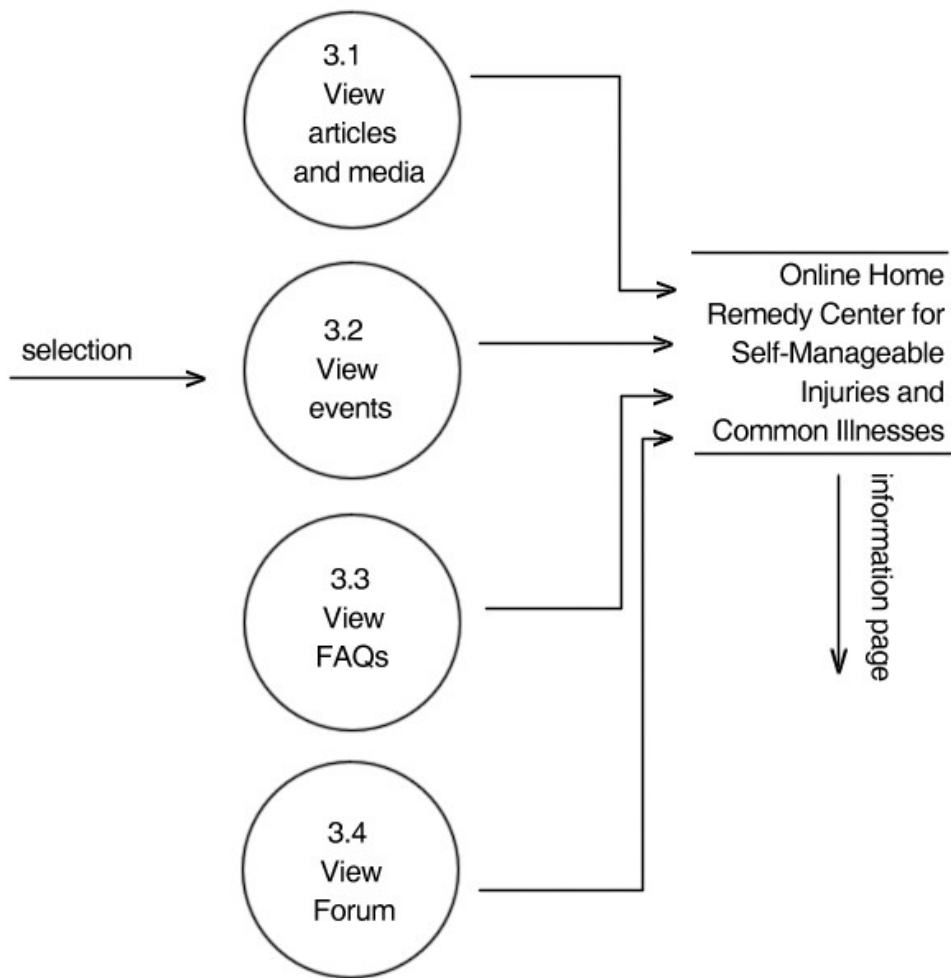 3.1
View
articles
and media
selection
3.2
View
events
3.3
View
FAQs
3.4
View
Forum
Online Home
Remedy Center for
Self-Manageable
Injuries and
Common Illnesses
information page